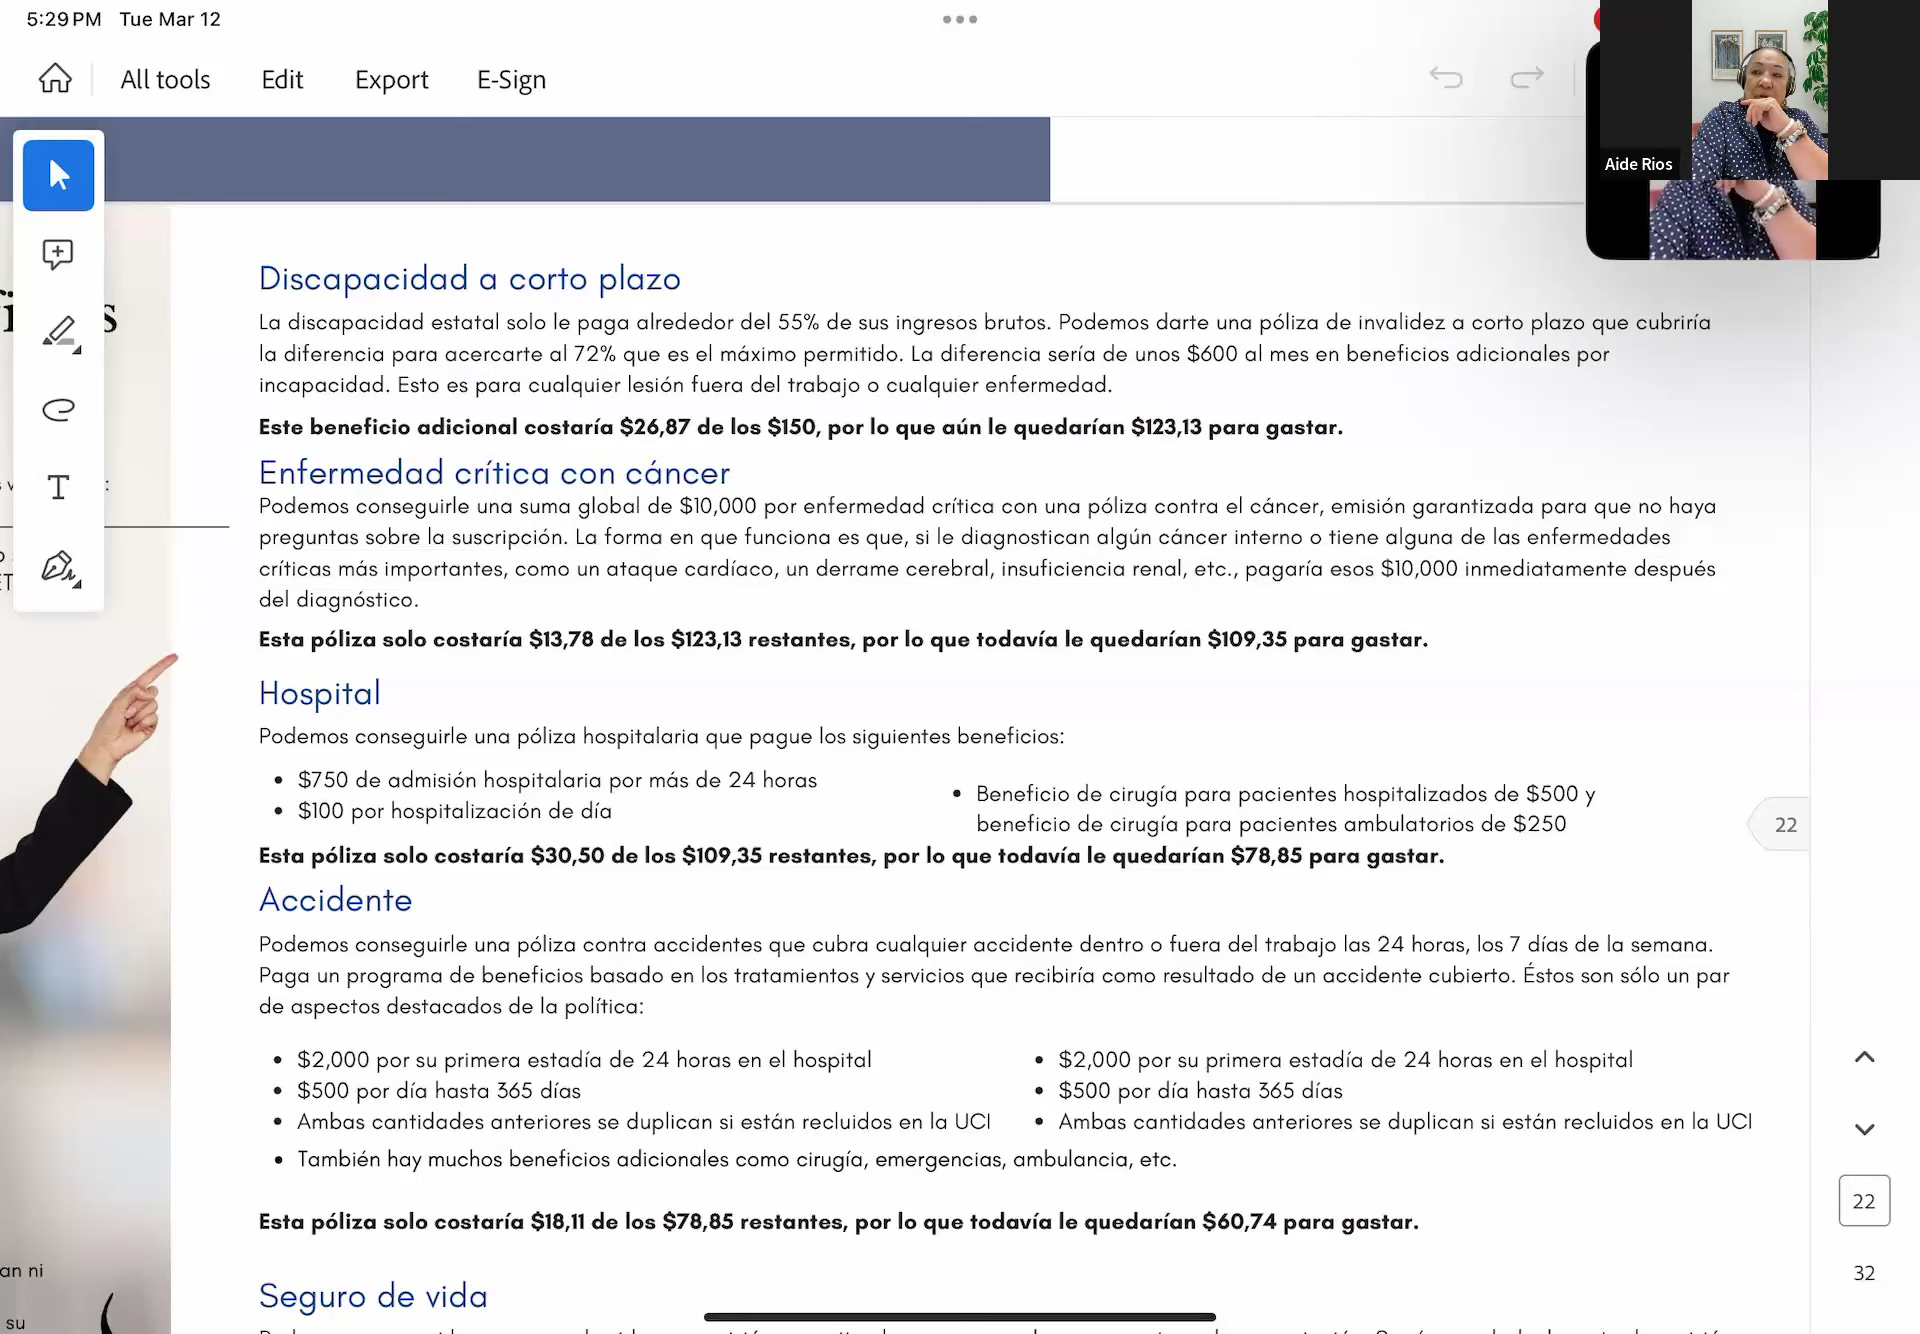 5:29 PM Tue Mar 12
All tools Edit Export E-Sign
Aide Rios
Discapacidad a corto plazo
La discapacidad estatal solo le paga alrededor del 55% de sus ingresos brutos. Podemos darte una póliza de invalidez a corto plazo que cubriría
la diferencia para acercarte al 72% que es el máximo permitido. La diferencia sería de unos $600 al mes en beneficios adicionales por
incapacidad. Esto es para cualquier lesión fuera del trabajo o cualquier enfermedad.
Este beneficio adicional costaría $26,87 de los $150, por lo que aún le quedarían $123,13 para gastar.
Enfermedad crítica con cáncer
Podemos conseguirle una suma global de $10,000 por enfermedad crítica con una póliza contra el cáncer, emisión garantizada para que no haya
preguntas sobre la suscripción. La forma en que funciona es que, si le diagnostican algún cáncer interno o tiene alguna de las enfermedades
críticas más importantes, como un ataque cardíaco, un derrame cerebral, insuficiencia renal, etc., pagaría esos $10,000 inmediatamente después
del diagnóstico.
Esta póliza solo costaría $13,78 de los $123,13 restantes, por lo que todavía le quedarían $109,35 para gastar.
Hospital
Podemos conseguirle una póliza hospitalaria que pague los siguientes beneficios:
• $750 de admisión hospitalaria por más de 24 horas
• $100 por hospitalización de día
• Beneficio de cirugía para pacientes hospitalizados de $500 y
beneficio de cirugía para pacientes ambulatorios de $250
22
Esta póliza solo costaría $30,50 de los $109,35 restantes, por lo que todavía le quedarían $78,85 para gastar.
Accidente
Podemos conseguirle una póliza contra accidentes que cubra cualquier accidente dentro o fuera del trabajo las 24 horas, los 7 días de la semana.
Paga un programa de beneficios basado en los tratamientos y servicios que recibiría como resultado de un accidente cubierto. Éstos son sólo un par
de aspectos destacados de la política:
• $2,000 por su primera estadía de 24 horas en el hospital
• $500 por día hasta 365 días
• Ambas cantidades anteriores se duplican si están recluidos en la UCI
• También hay muchos beneficios adicionales como cirugía, emergencias, ambulancia, etc.
• $2,000 por su primera estadía de 24 horas en el hospital
• $500 por día hasta 365 días
• Ambas cantidades anteriores se duplican si están recluidos en la UCI
Esta póliza solo costaría $18,11 de los $78,85 restantes, por lo que todavía le quedarían $60,74 para gastar.
22
32
an ni
su
Seguro de vida